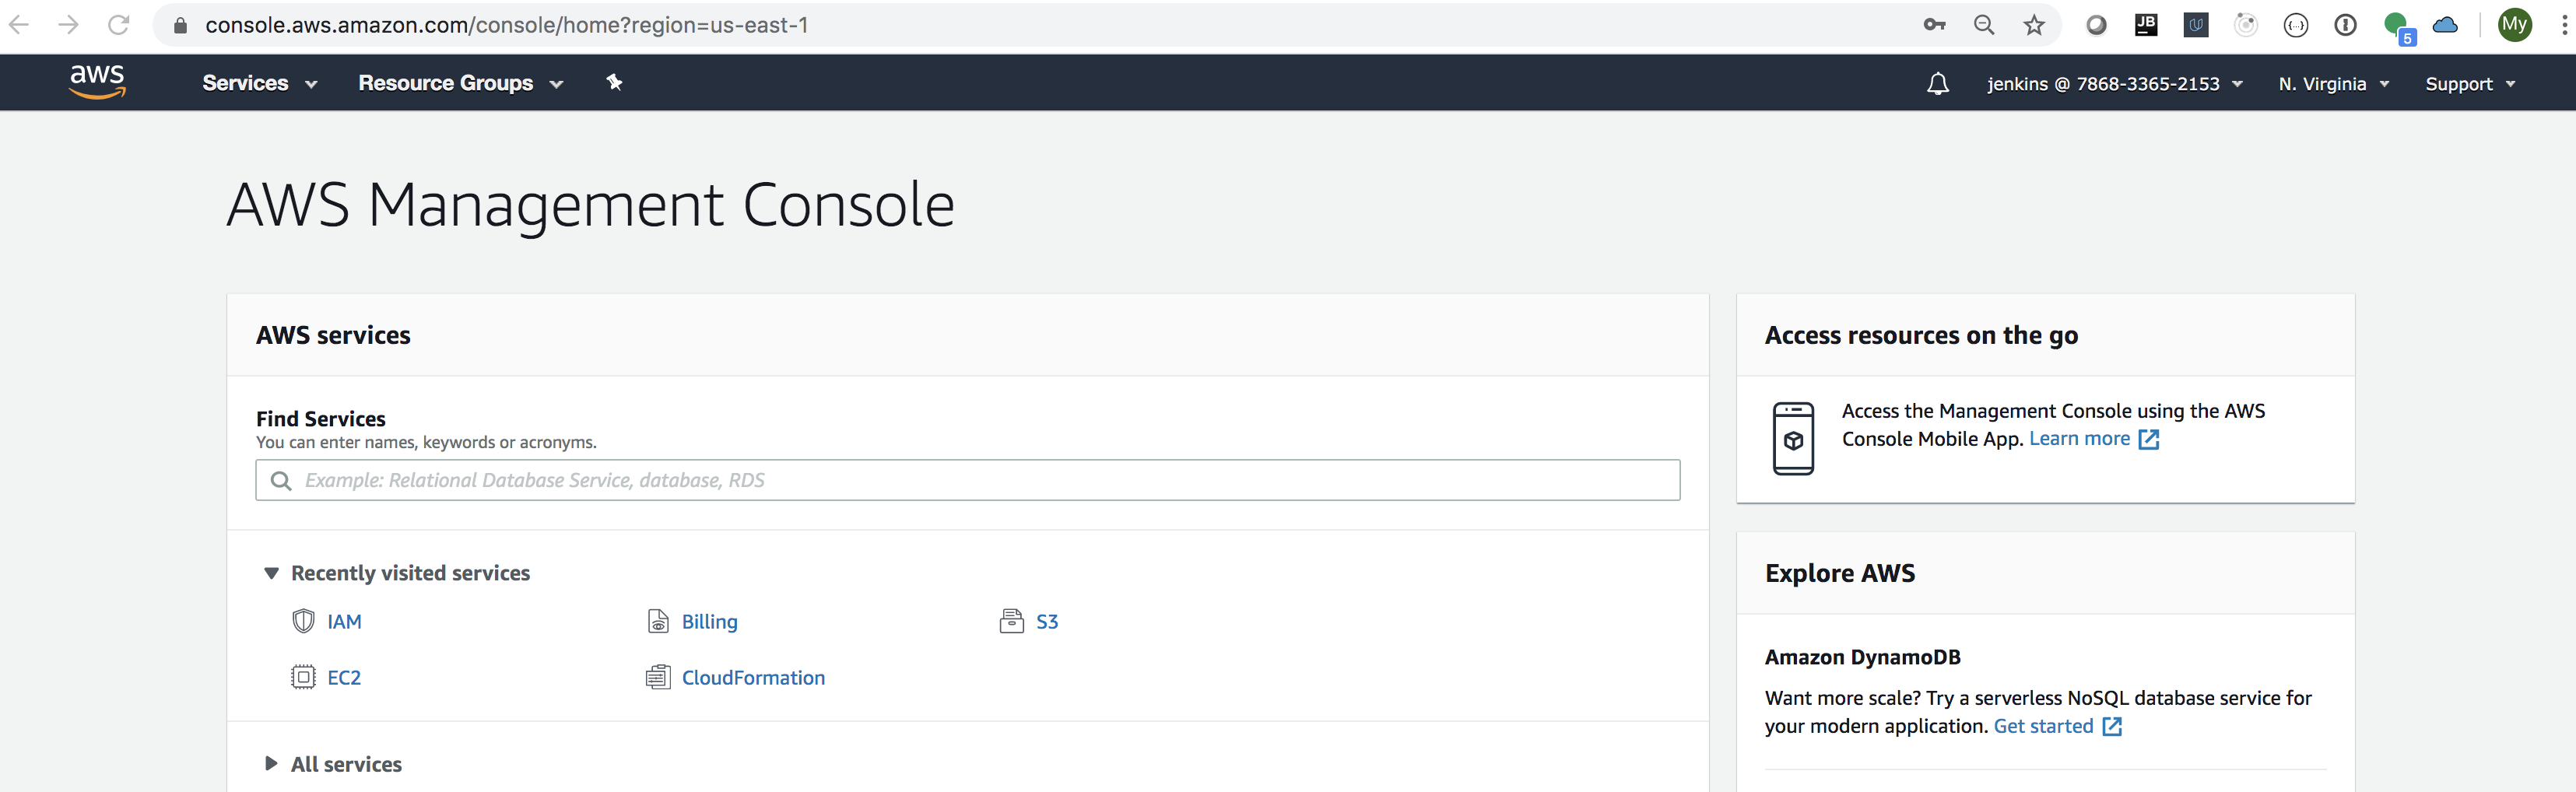 console.aws.amazon.com/console/home?region=us-east-1
JB
{...}
5
My
aws
Services
Resource Groups
jenkins @ 7868-3365-2153
N. Virginia
Support
AWS Management Console
AWS services
Find Services
You can enter names, keywords or acronyms.
Example: Relational Database Service, database, RDS
Recently visited services
IAM
Billing
S3
EC2
CloudFormation
All services
Access resources on the go
Access the Management Console using the AWS
Console Mobile App. Learn more
Explore AWS
Amazon DynamoDB
Want more scale? Try a serverless NoSQL database service for
your modern application. Get started